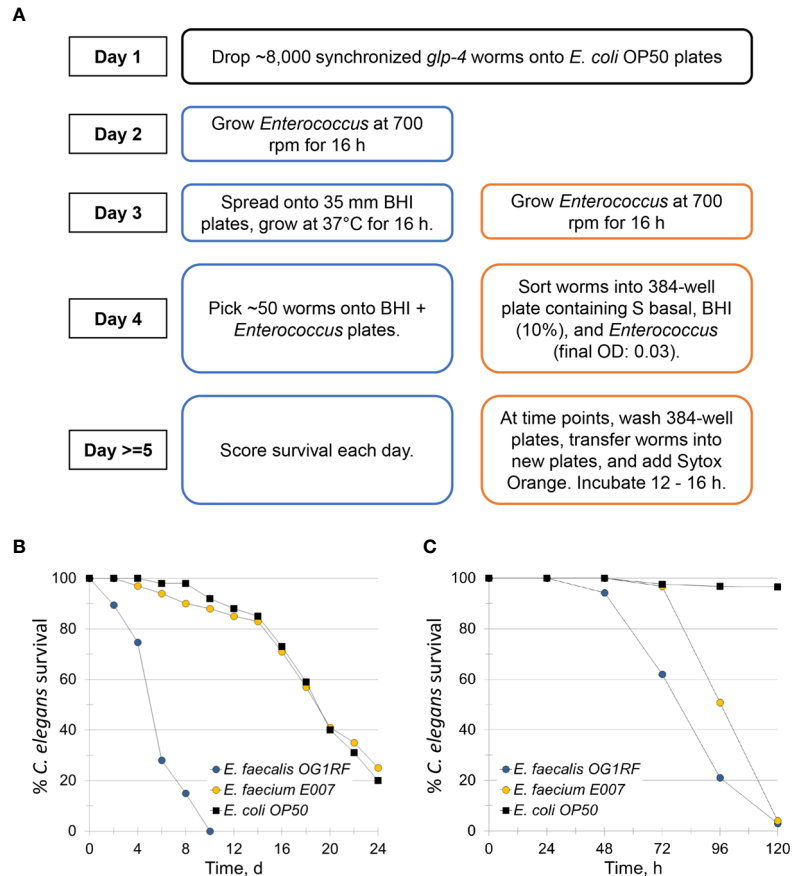 A
Day 1
Drop ~8,000 synchronized glp-4 worms onto E. coli OP50 plates
Day 2
Grow Enterococcus at 700
rpm for 16 h
Day 3
Spread onto 35 mm BHI
plates, grow at 37°C for 16 h.
Grow Enterococcus at 700
rpm for 16 h
Day 4
Pick ~50 worms onto BHI +
Enterococcus plates.
Sort worms into 384-well
plate containing S basal, BHI
(10%), and Enterococcus
(final OD: 0.03).
Day >=5
Score survival each day.
At time points, wash 384-well
plates, transfer worms into
new plates, and add Sytox
Orange. Incubate 12 - 16 h.
B
% C. elegans survival
100
80
60
40
20
0
E. faecalis OG1RF
E. faecium E007
E. coli OP50
0 4 8 12 16 20 24
Time, d
C
% C. elegans survival
100
80
60
40
20
0
E. faecalis OG1RF
E. faecium E007
E. coli OP50
0 24 48 72 96 120
Time, h